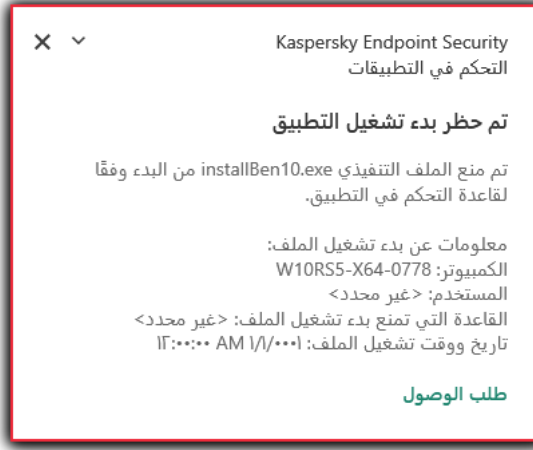 Kaspersky Endpoint Security
التحكم في التطبيقات
تم حظر بدء تشغيل التطبيق
تم منع الملف التنفيذي installBen10.exe من البدء وفقًا
لقاعدة التحكم في التطبيق.
معلومات عن بدء تشغيل الملف:
الكمبيوتر: W10RS5-X64-0778
المستخدم: <غير محدد>
القاعدة التي تمنع بدء تشغيل الملف: <غير محدد>
تاريخ ووقت تشغيل الملف: ١/١/٠٠٠١ ١٢:٠٠:٠٠ AM
طلب الوصول